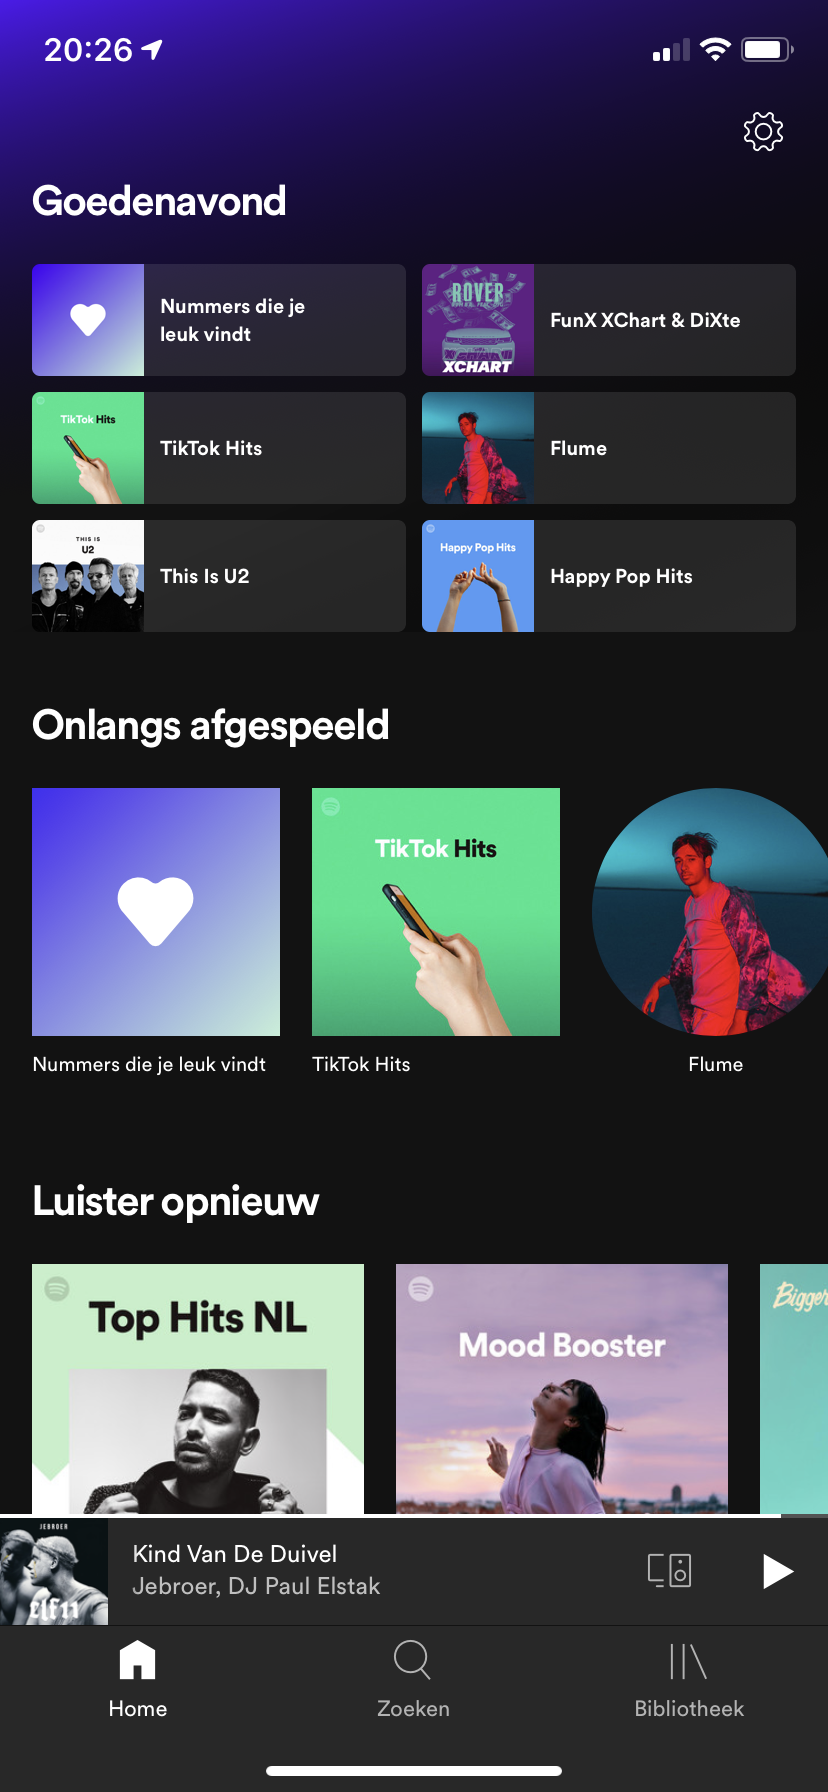 20:26
Goedenavond
Nummers die je
leuk vindt
ROVER
XCHART
FunX XChart & DiXte
TikTok Hits
TikTok Hits
Flume
THIS IS
U2
This Is U2
Happy Pop Hits
Happy Pop Hits
Onlangs afgespeeld
TikTok Hits
Nummers die je leuk vindt
TikTok Hits
Flume
Luister opnieuw
Top Hits NL
Mood Booster
Bigger
JEBROER
elf11
Kind Van De Duivel
Jebroer, DJ Paul Elstak
Home
Zoeken
Bibliotheek